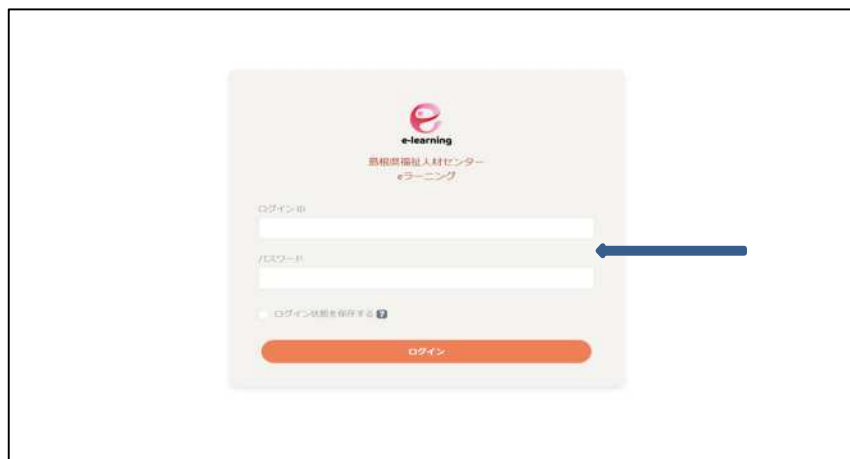 e-learning
島根県福祉人材センター
eラーニング
ログインID
パスワード
ログイン状態を保存する ?
ログイン